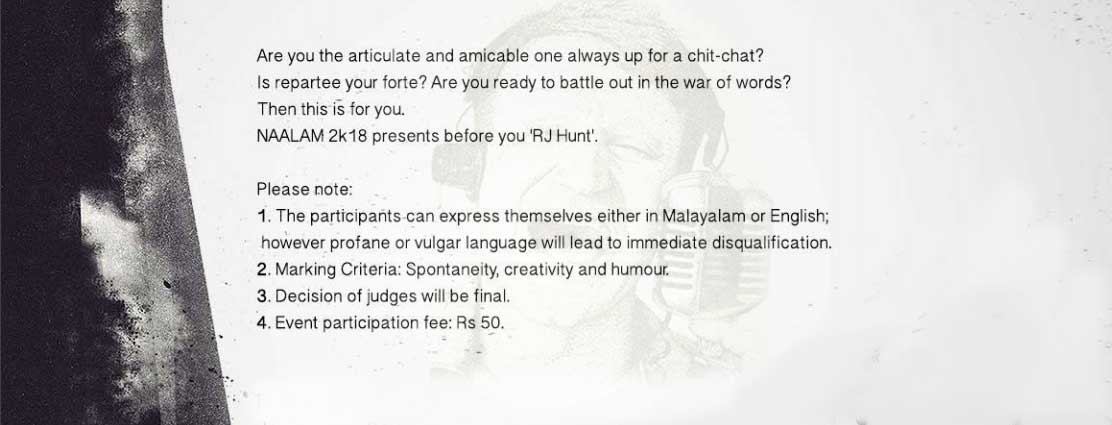 Are you the articulate and amicable one always up for a chit-chat?
Is repartee your forte? Are you ready to battle out in the war of words?
Then this is for you.
NAALAM 2k18 presents before you 'RJ Hunt'.
Please note:
1. The participants can express themselves either in Malayalam or English;
however profane or vulgar language will lead to immediate disqualification.
2. Marking Criteria: Spontaneity, creativity and humour.
3. Decision of judges will be final.
4. Event participation fee: Rs 50.